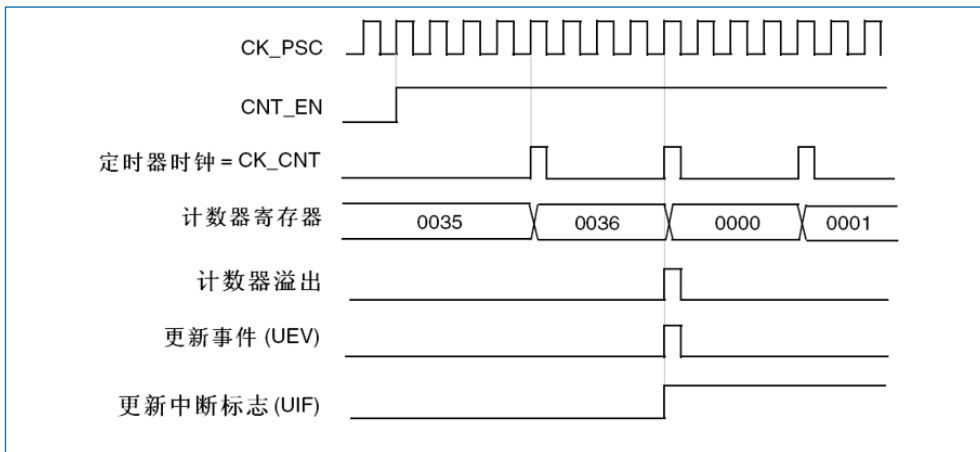 CK_PSC
CNT_EN
定时器时钟 = CK_CNT
计数器寄存器
0035 0036 0000 0001
计数器溢出
更新事件 (UEV)
更新中断标志 (UIF)